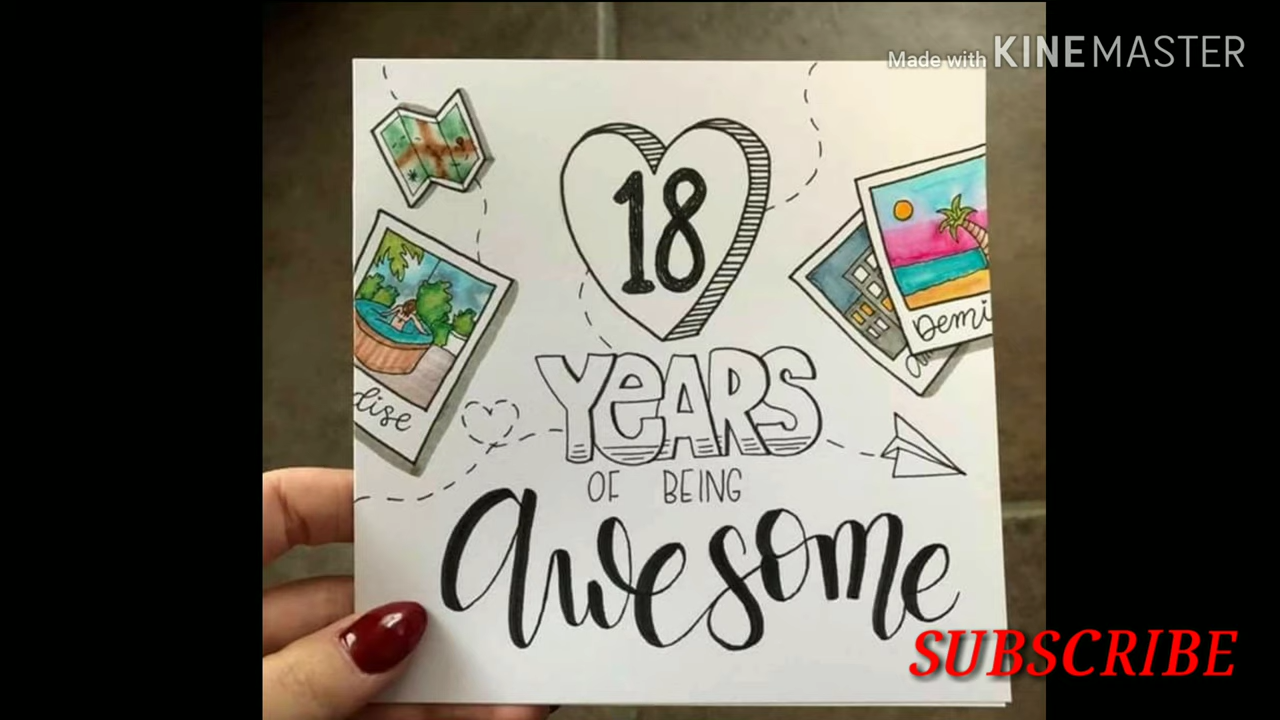 Made with KINEMASTER
18
YEARS
OF BEING
awesome
Demi
dise
SUBSCRIBE